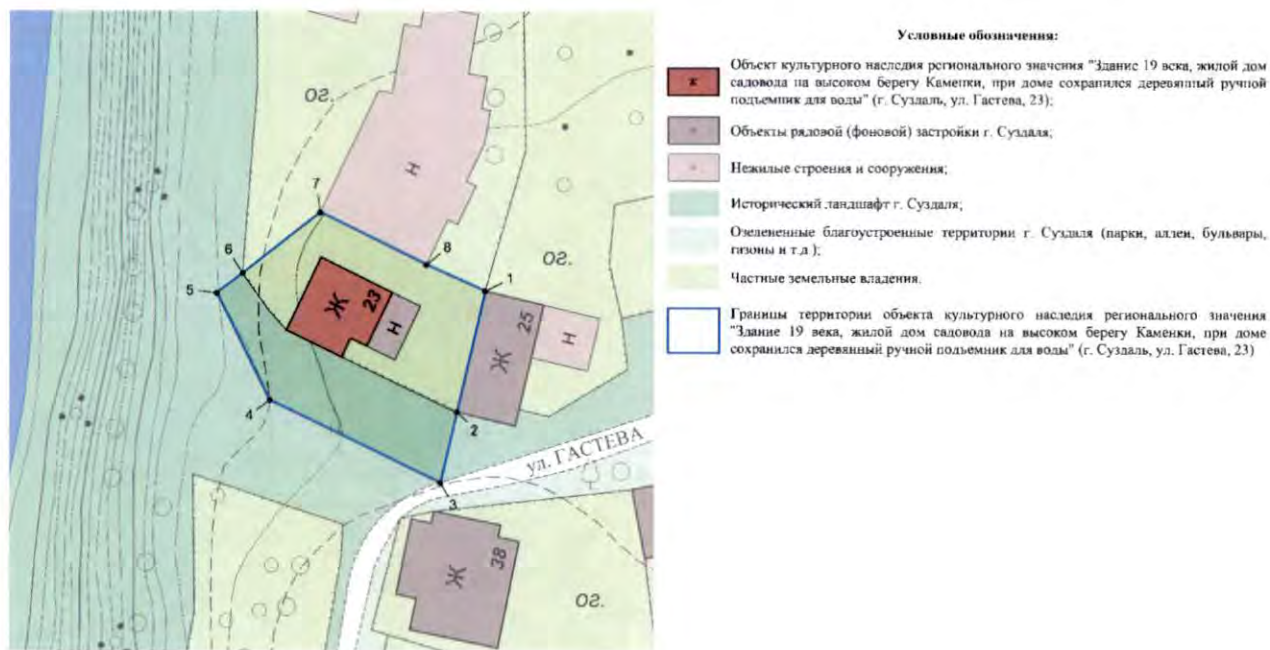 Условные обозначения:
ж
Объект культурного наследия регионального значения "Здание 19 века, жилой дом
садовода на высоком берегу Каменки, при доме сохранился деревянный ручной
подъемник для воды" (г. Суздаль, ул. Гастева, 23);
Объекты рядовой (фоновой) застройки г. Суздаля;
Нежилые строения и сооружения;
Исторический ландшафт г. Суздаля;
Озелененные благоустроенные территории г. Суздаля (парки, аллеи, бульвары,
газоны и т.д.);
Частные земельные владения.
Границы территории объекта культурного наследия регионального значения
"Здание 19 века, жилой дом садовода на высоком берегу Каменки, при доме
сохранился деревянный ручной подъемник для воды" (г. Суздаль, ул. Гастева, 23)
ог.
Н
7
8
6
5
1
ог.
Ж
23
Н
25
Ж
Н
4
2
ул. ГАСТЕВА
3
Ж
38
ог.